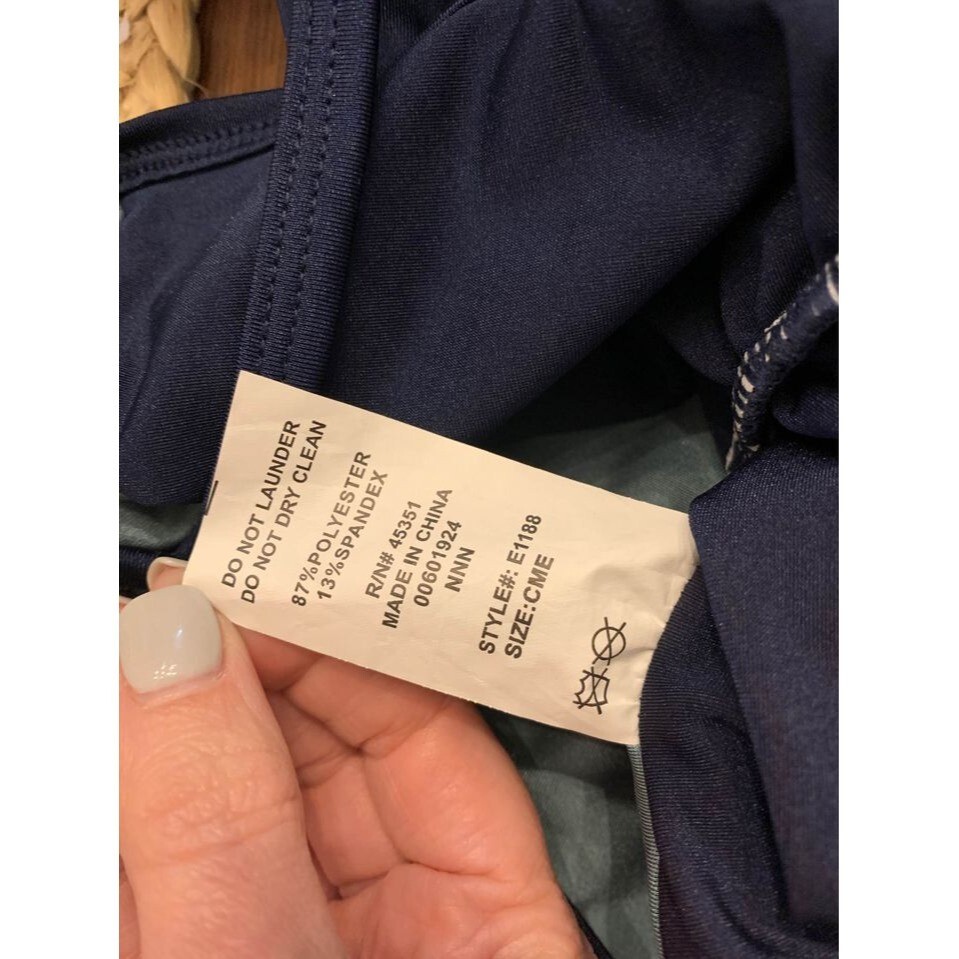 DO NOT LAUNDER
DO NOT DRY CLEAN
87%POLYESTER
13%SPANDEX
R/N# 45351
MADE IN CHINA
00601924
NNN
STYLE#: E1188
SIZE:CME